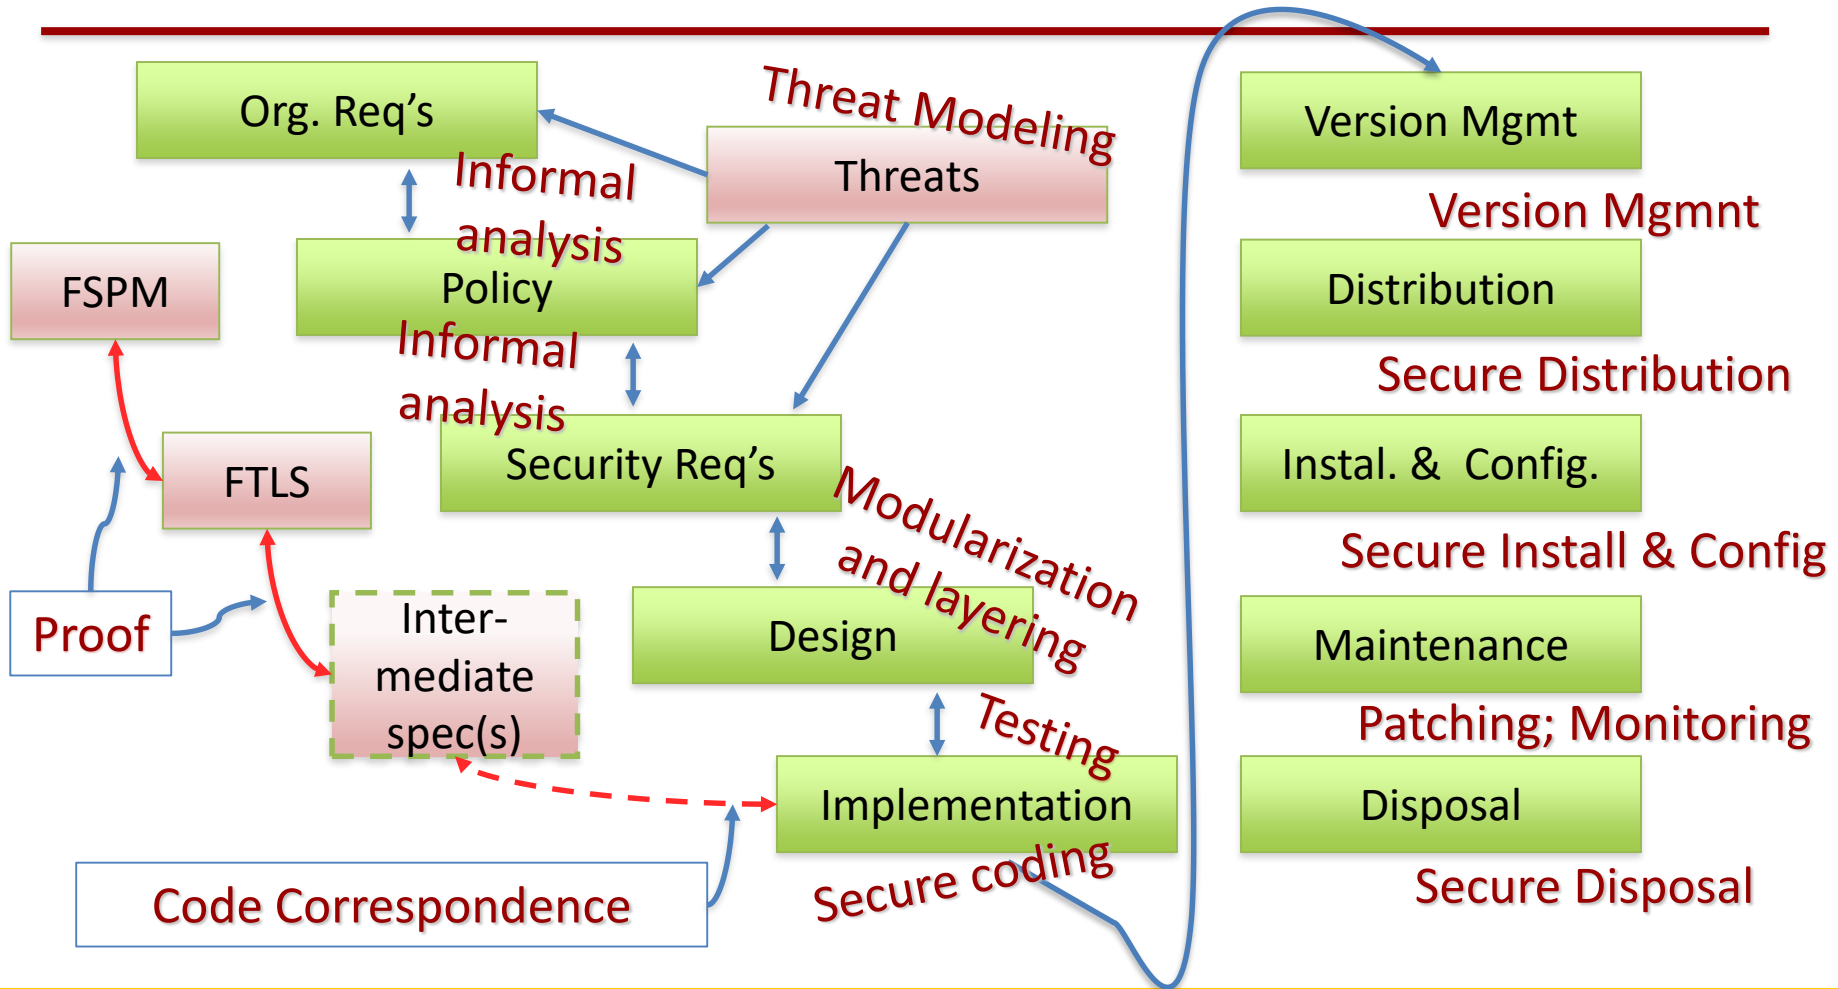 Org. Req's
Threat Modeling
Threats
Informal
analysis
Policy
FSPM
Informal
analysis
Security Req's
FTLS
Modularization
and layering
Proof
Inter-
mediate
spec(s)
Design
Testing
Implementation
Secure coding
Code Correspondence
Version Mgmt
Version Mgmnt
Distribution
Secure Distribution
Instal. & Config.
Secure Install & Config
Maintenance
Patching; Monitoring
Disposal
Secure Disposal